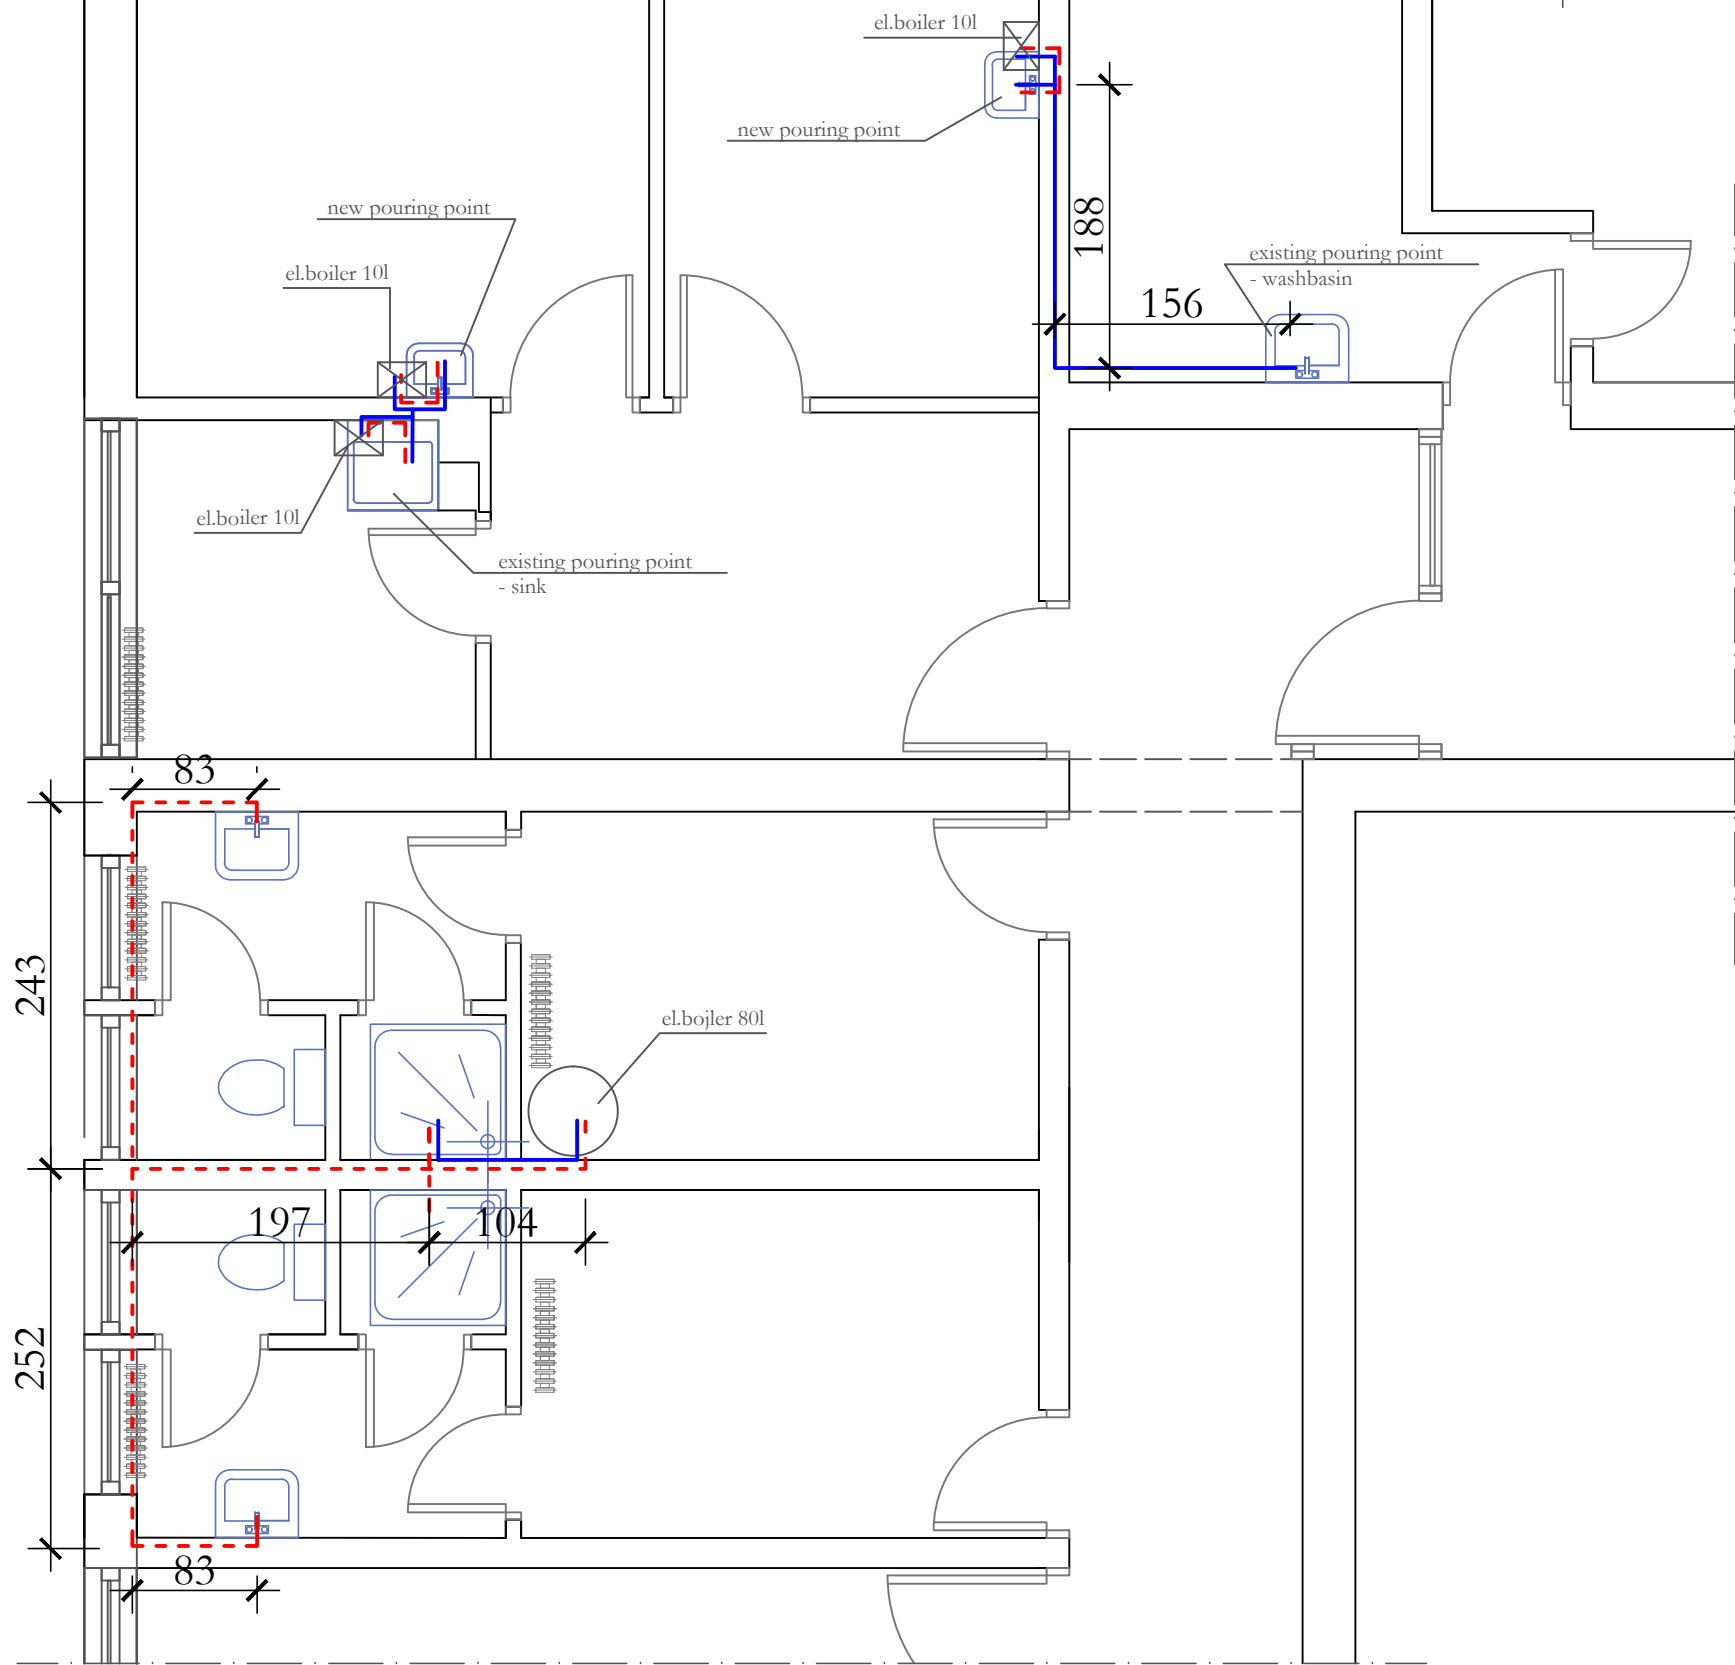 el.boiler 10l
new pouring point
new pouring point
188
existing pouring point
- washbasin
el.boiler 10l
156
el.boiler 10l
existing pouring point
- sink
83
243
el.bojler 80l
197
104
252
83